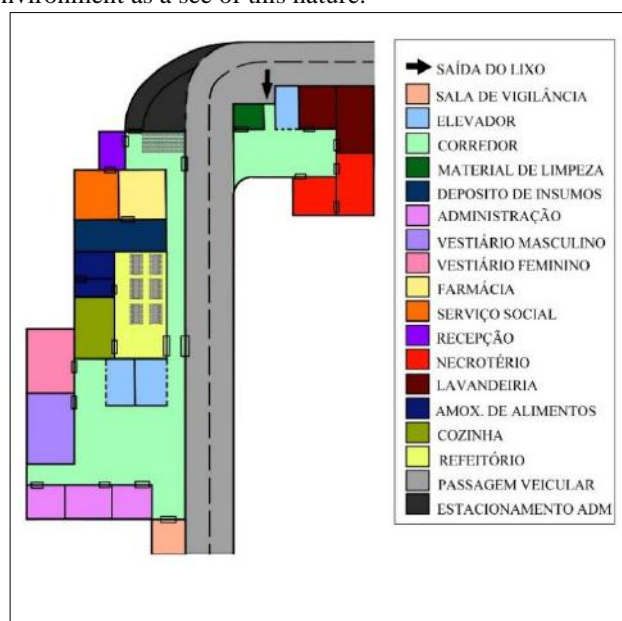 environment as a see of this nature.
SAÍDA DO LIXO
SALA DE VIGILÂNCIA
ELEVADOR
CORREDOR
MATERIAL DE LIMPEZA
DEPOSITO DE INSUMOS
ADMINISTRAÇÃO
VESTIÁRIO MASCULINO
VESTIÁRIO FEMININO
FARMÁCIA
SERVIÇO SOCIAL
RECEPÇÃO
NECROTÉRIO
LAVANDEIRIA
AMOX. DE ALIMENTOS
COZINHA
REFEITÓRIO
PASSAGEM VEICULAR
ESTACIONAMENTO ADM